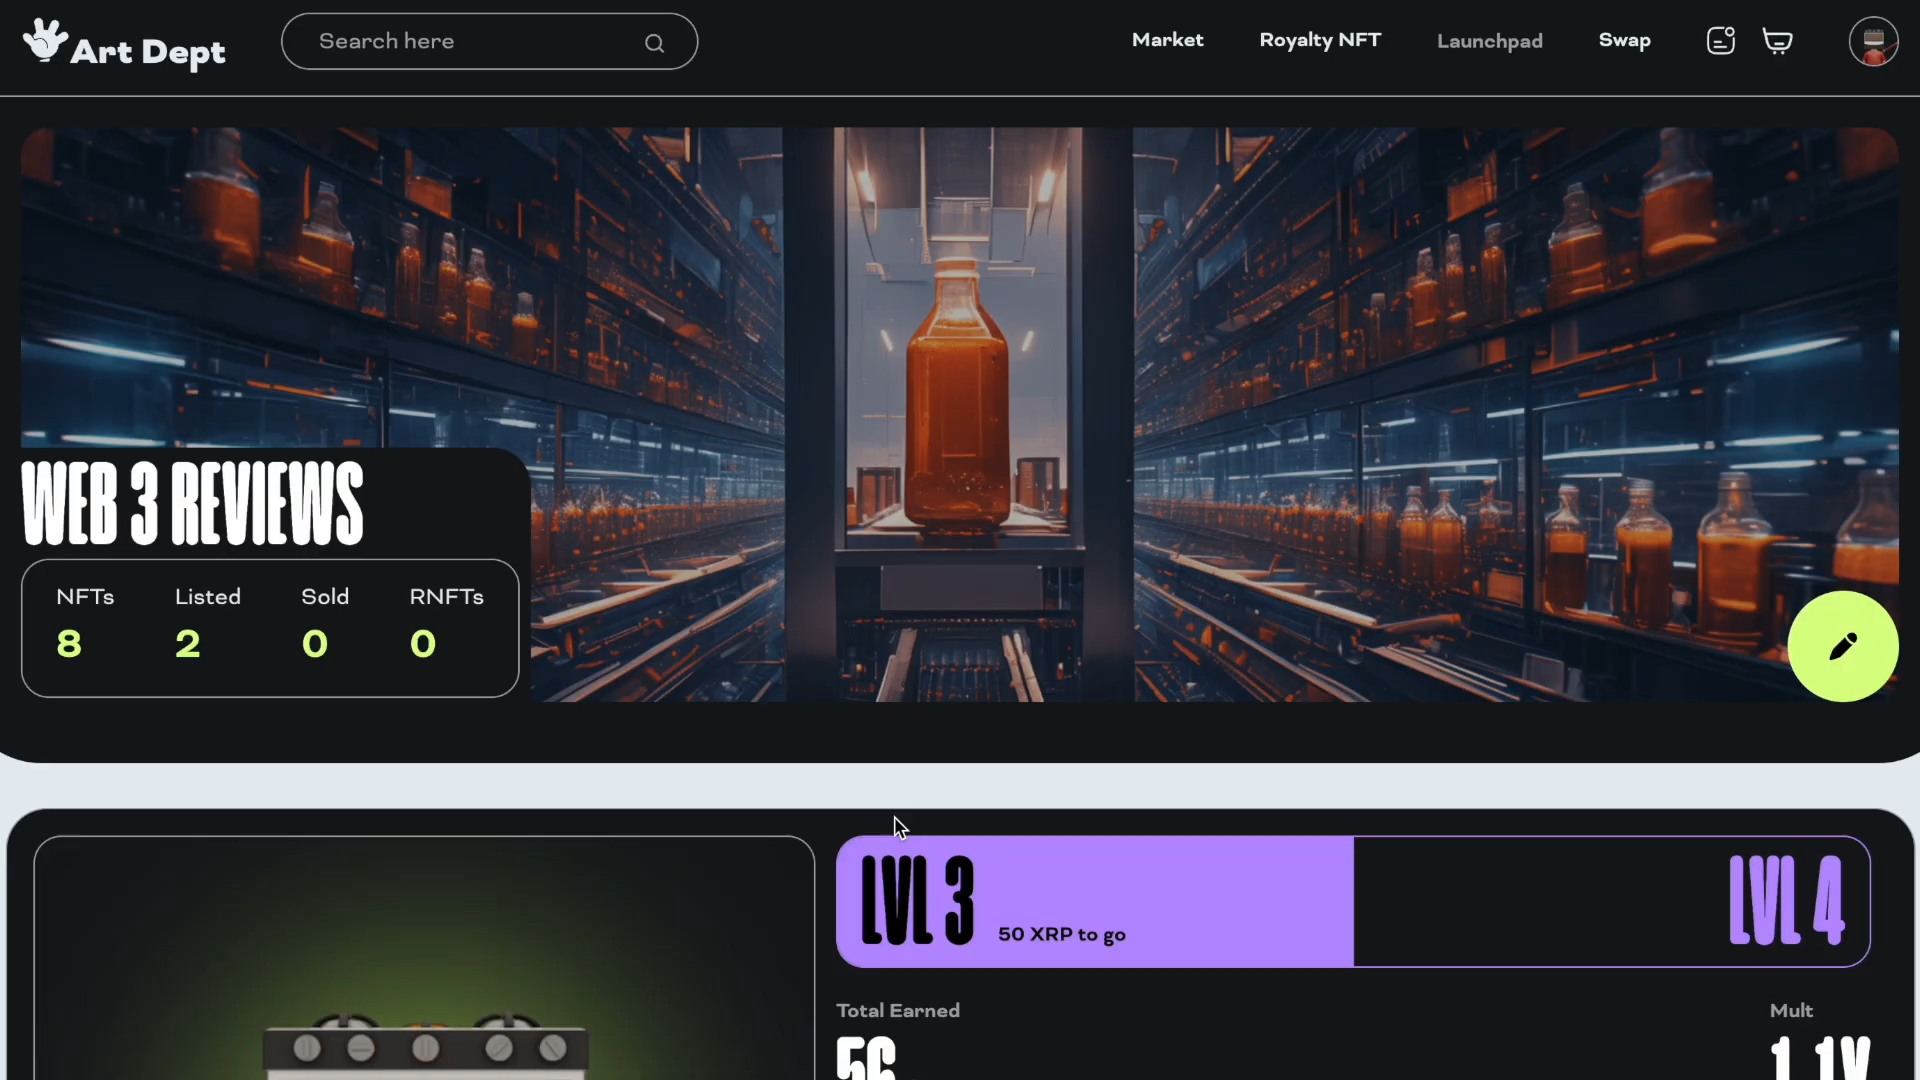 Art Dept
Search here
Market
Royalty NFT
Launchpad
Swap
WEB 3 REVIEWS
NFTs Listed Sold RNFTs
8 2 0 0
LVL 3
50 XRP to go
LVL 4
Total Earned
Mult